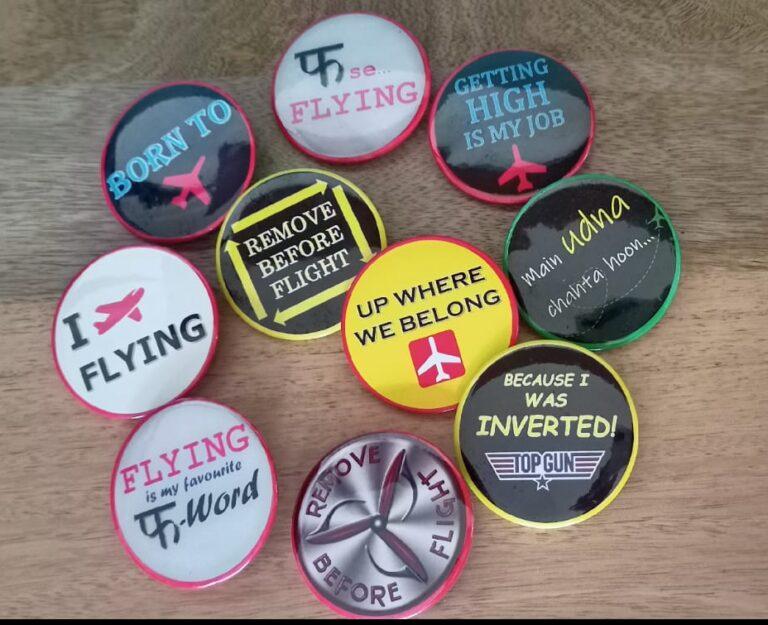 फ se...
FLYING
GETTING
HIGH
IS MY JOB
BORN TO
REMOVE
BEFORE
FLIGHT
main udna
chahta hoon...
UP WHERE
WE BELONG
I
FLYING
BECAUSE I
WAS
INVERTED!
TOP GUN
FLYING
is my favourite
फ-Word
REMOVE
BEFORE
FLIGHT